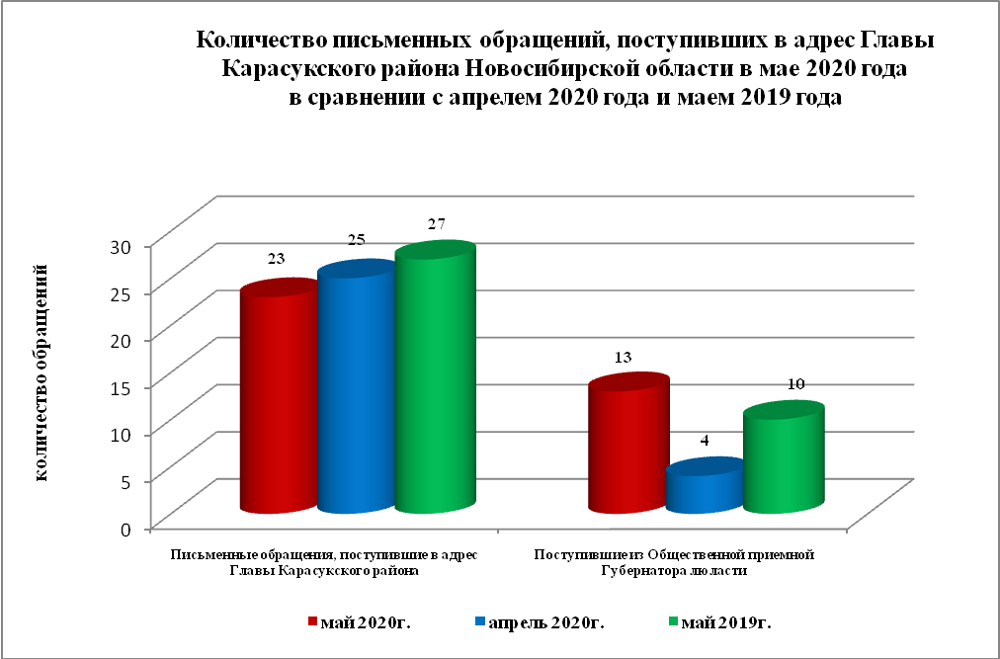 Количество письменных обращений, поступивших в адрес Главы
Карасукского района Новосибирской области в мае 2020 года
в сравнении с апрелем 2020 года и маем 2019 года
количество обращений
30
25
20
15
10
5
0
23
25
27
13
4
10
Письменные обращения, поступившие в адрес
Главы Карасукского района
Поступившие из Общественной приемной
Губернатора люласти
май 2020г.
апрель 2020г.
май 2019г.